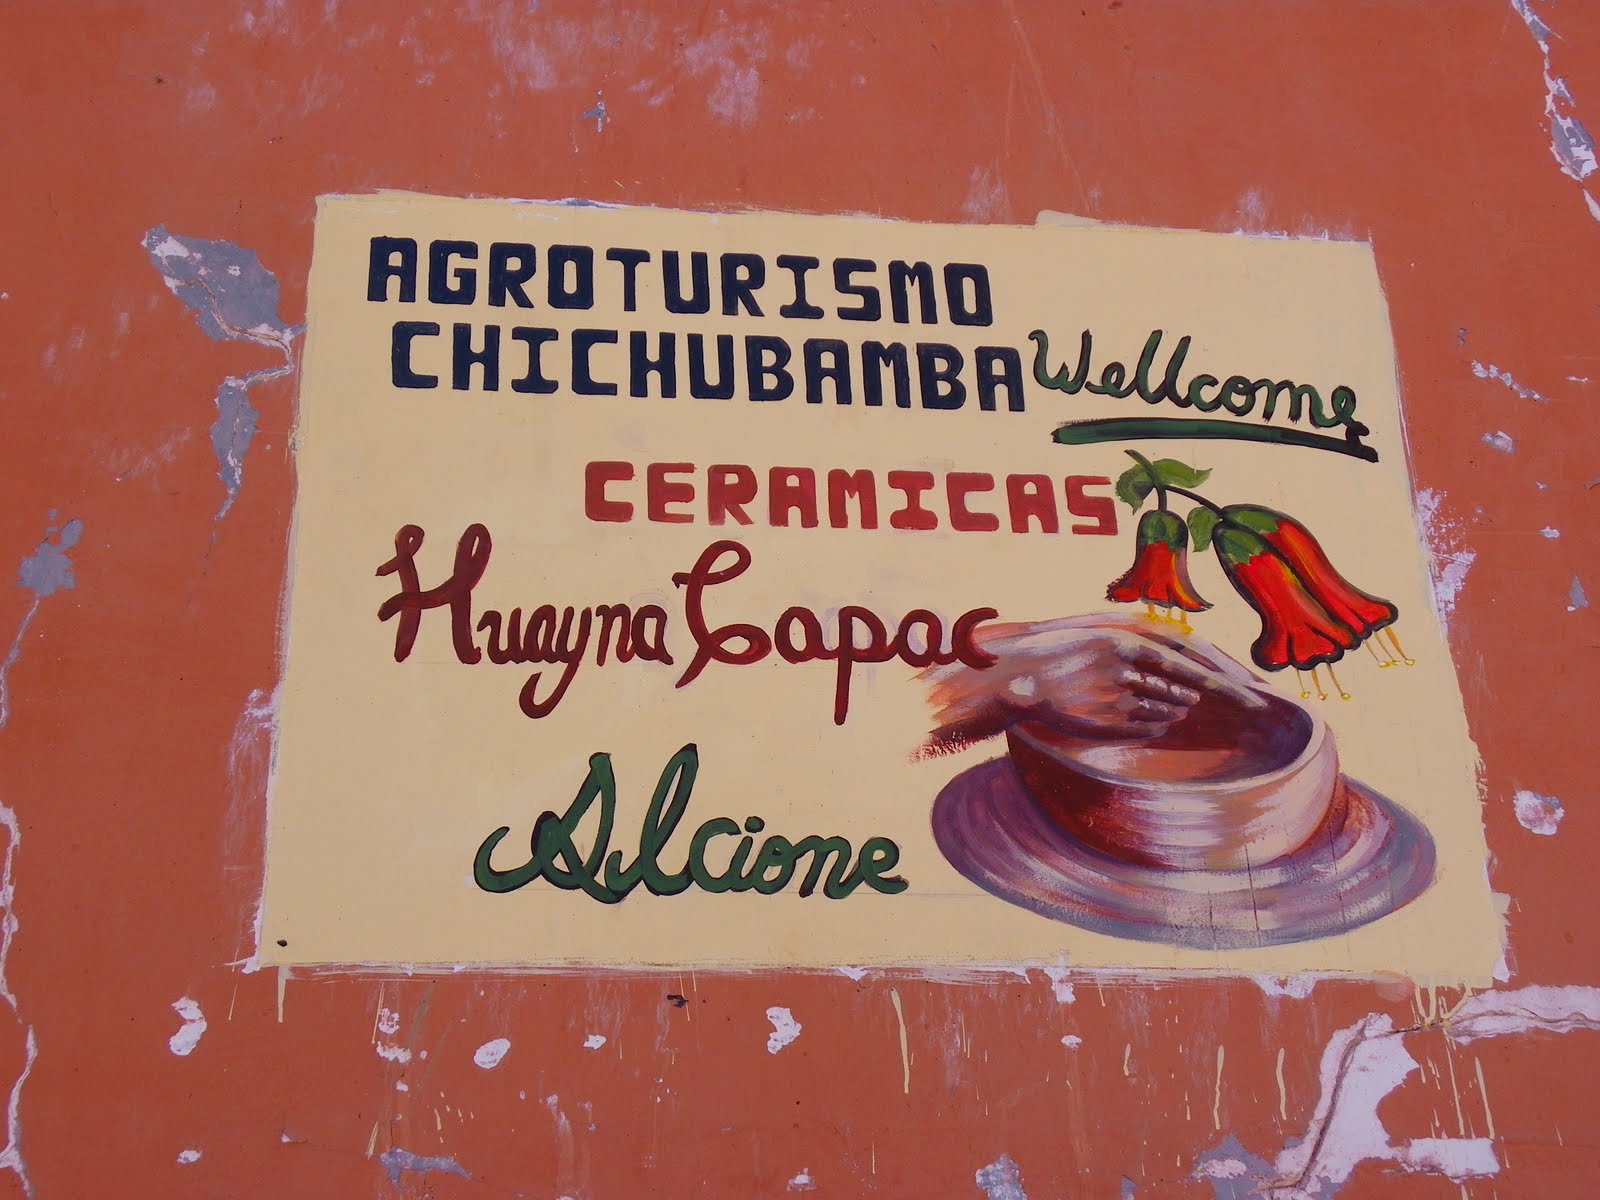 AGROTURISMO
CHICHUBAMBA Wellcome
CERAMICAS
Huayna Capac
Alcione